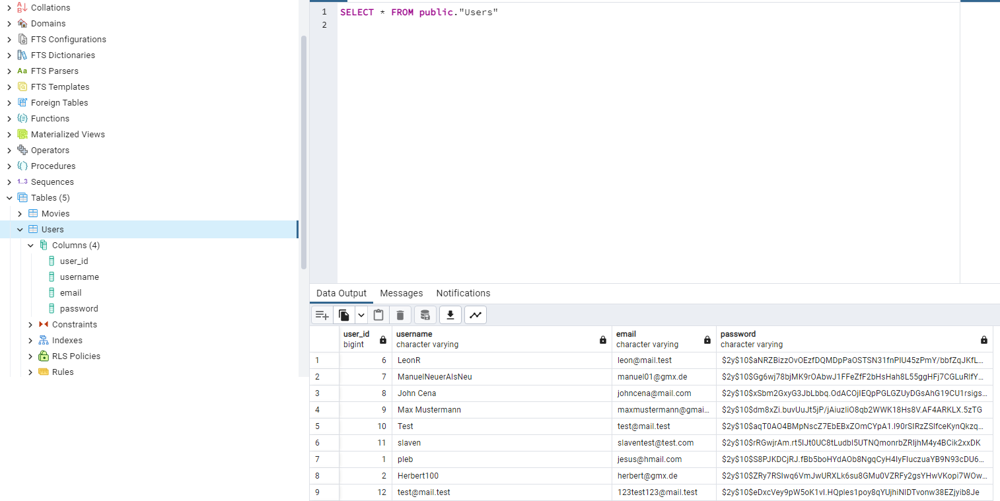 Collations
Domains
FTS Configurations
FTS Dictionaries
Aa FTS Parsers
FTS Templates
Foreign Tables
Functions
Materialized Views
Operators
Procedures
1..3 Sequences
Tables (5)
Movies
Users
Columns (4)
user_id
username
email
password
Constraints
Indexes
RLS Policies
Rules
1 SELECT * FROM public."Users"
2
Data Output Messages Notifications
user_id username email password
bigint character varying character varying character varying
1 6 LeonR leon@mail.test $2y$10$aNRZBizzOvOEzfDQMDpPaOSTSN31fnPIU45zPmY/bbfZqJKfL...
2 7 ManuelNeuerAlsNeu manuel01@gmx.de $2y$10$Gg6wj78bjMK9rOAbwJ1FFeZfF2bHsHah8L55ggHFj7CGLuRlfY...
3 8 John Cena johncena@mail.com $2y$10$xSbm2GxyG3JbLbbq.OdACOjIEQpPGLGZUyDGsAhG19CU1rsigs...
4 9 Max Mustermann maxmustermann@gmai... $2y$10$dm8xZi.buvUuJt5jP/jAiuzIiO8qb2WWK18Hs8V.AF4ARKLX.5zTG
5 10 Test test@mail.test $2y$10$aqT0AO4BMpNscZ7EbEBxZOmCYpA1.I90rSIRzZSlfceKynQkzq...
6 11 slaven slaventest@test.com $2y$10$rRGwjrAm.rt5IJt0UC8tLudbI5UTNQmonrbZRIjhM4y4BCik2xxDK
7 1 pleb jesus@hmail.com $2y$10$S8PJKDCjRJ.fBb5boHYdAOb8NgqCyH4IyFIuczuaYB9N93cDU6...
8 2 Herbert100 herbert@gmx.de $2y$10$ZRy7RSIwq6VmJwURXLk6su8GMu0VZRFy2gsYHwVKopi7WOw...
9 12 test@mail.test 123test123@mail.test $2y$10$eDxcVey9pW5oK1vI.HQples1poy8qYUjhiNIDTvonw38EZjyib8Je